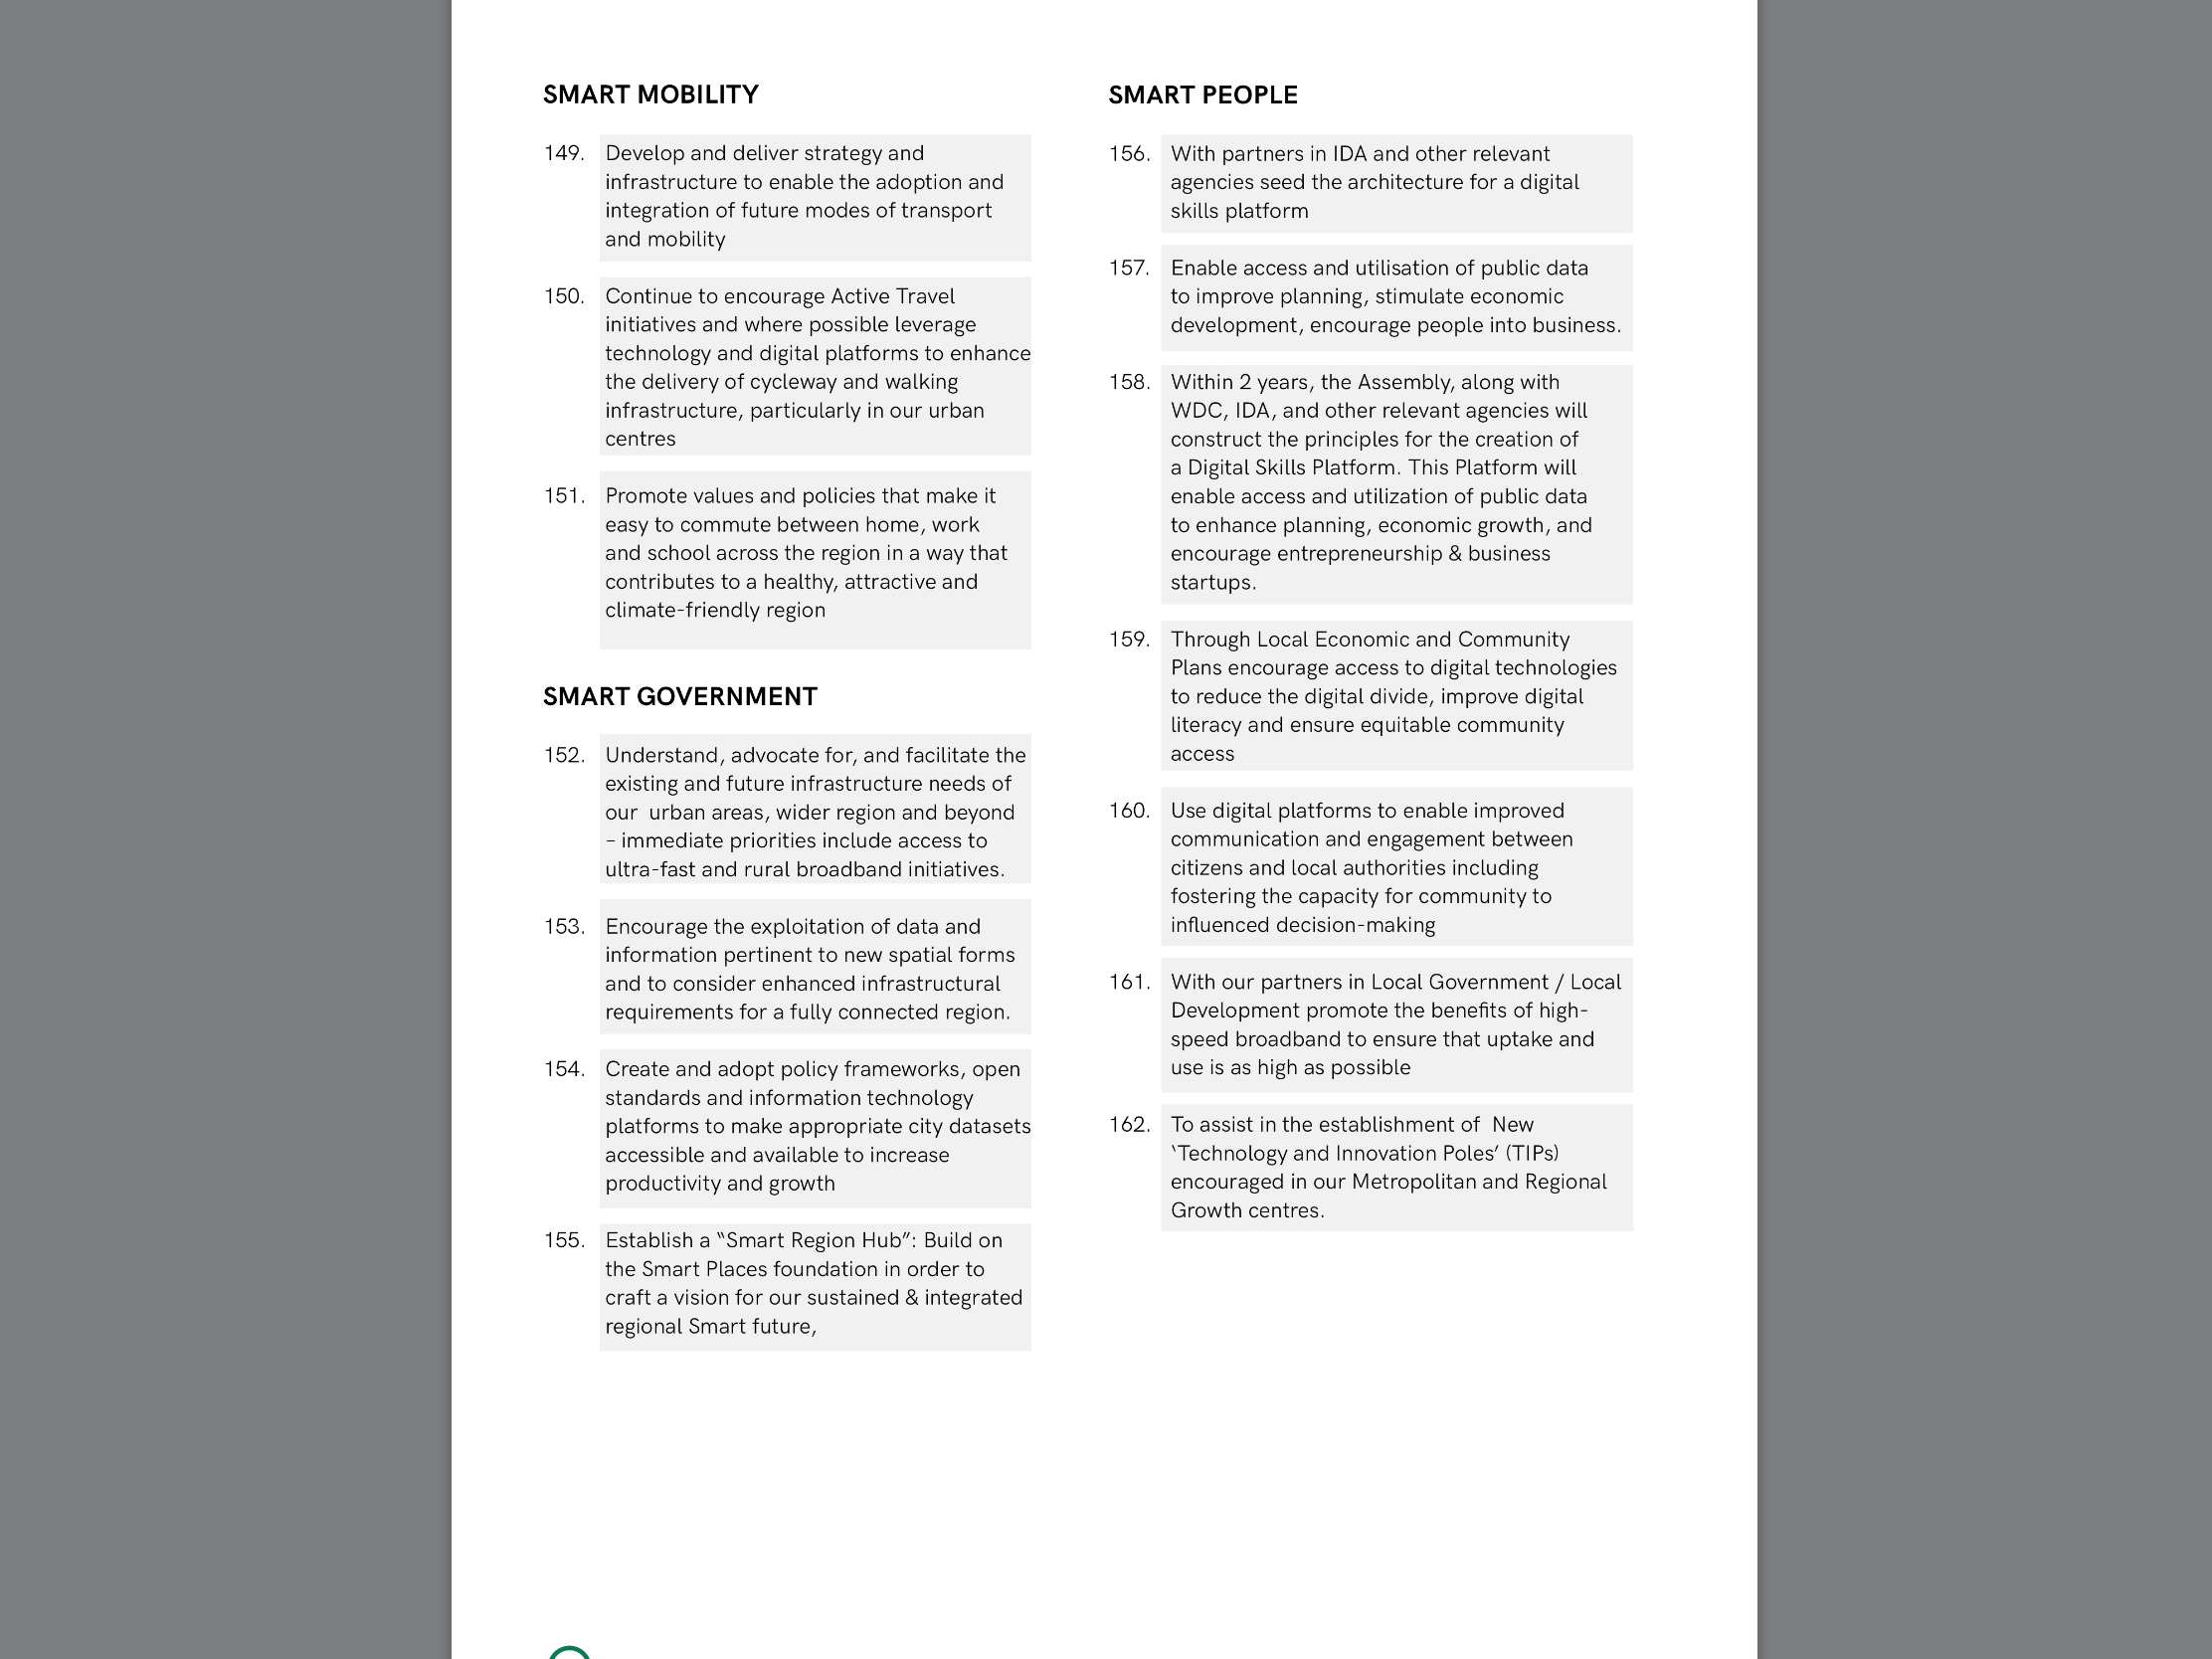 SMART MOBILITY
149. Develop and deliver strategy and
infrastructure to enable the adoption and
integration of future modes of transport
and mobility
150. Continue to encourage Active Travel
initiatives and where possible leverage
technology and digital platforms to enhance
the delivery of cycleway and walking
infrastructure, particularly in our urban
centres
151. Promote values and policies that make it
easy to commute between home, work
and school across the region in a way that
contributes to a healthy, attractive and
climate-friendly region
SMART GOVERNMENT
152. Understand, advocate for, and facilitate the
existing and future infrastructure needs of
our  urban areas, wider region and beyond
– immediate priorities include access to
ultra-fast and rural broadband initiatives.
153. Encourage the exploitation of data and
information pertinent to new spatial forms
and to consider enhanced infrastructural
requirements for a fully connected region.
154. Create and adopt policy frameworks, open
standards and information technology
platforms to make appropriate city datasets
accessible and available to increase
productivity and growth
155. Establish a “Smart Region Hub”: Build on
the Smart Places foundation in order to
craft a vision for our sustained & integrated
regional Smart future,
SMART PEOPLE
156. With partners in IDA and other relevant
agencies seed the architecture for a digital
skills platform
157. Enable access and utilisation of public data
to improve planning, stimulate economic
development, encourage people into business.
158. Within 2 years, the Assembly, along with
WDC, IDA, and other relevant agencies will
construct the principles for the creation of
a Digital Skills Platform. This Platform will
enable access and utilization of public data
to enhance planning, economic growth, and
encourage entrepreneurship & business
startups.
159. Through Local Economic and Community
Plans encourage access to digital technologies
to reduce the digital divide, improve digital
literacy and ensure equitable community
access
160. Use digital platforms to enable improved
communication and engagement between
citizens and local authorities including
fostering the capacity for community to
influenced decision-making
161. With our partners in Local Government / Local
Development promote the benefits of high-
speed broadband to ensure that uptake and
use is as high as possible
162. To assist in the establishment of  New
‘Technology and Innovation Poles’ (TIPs)
encouraged in our Metropolitan and Regional
Growth centres.